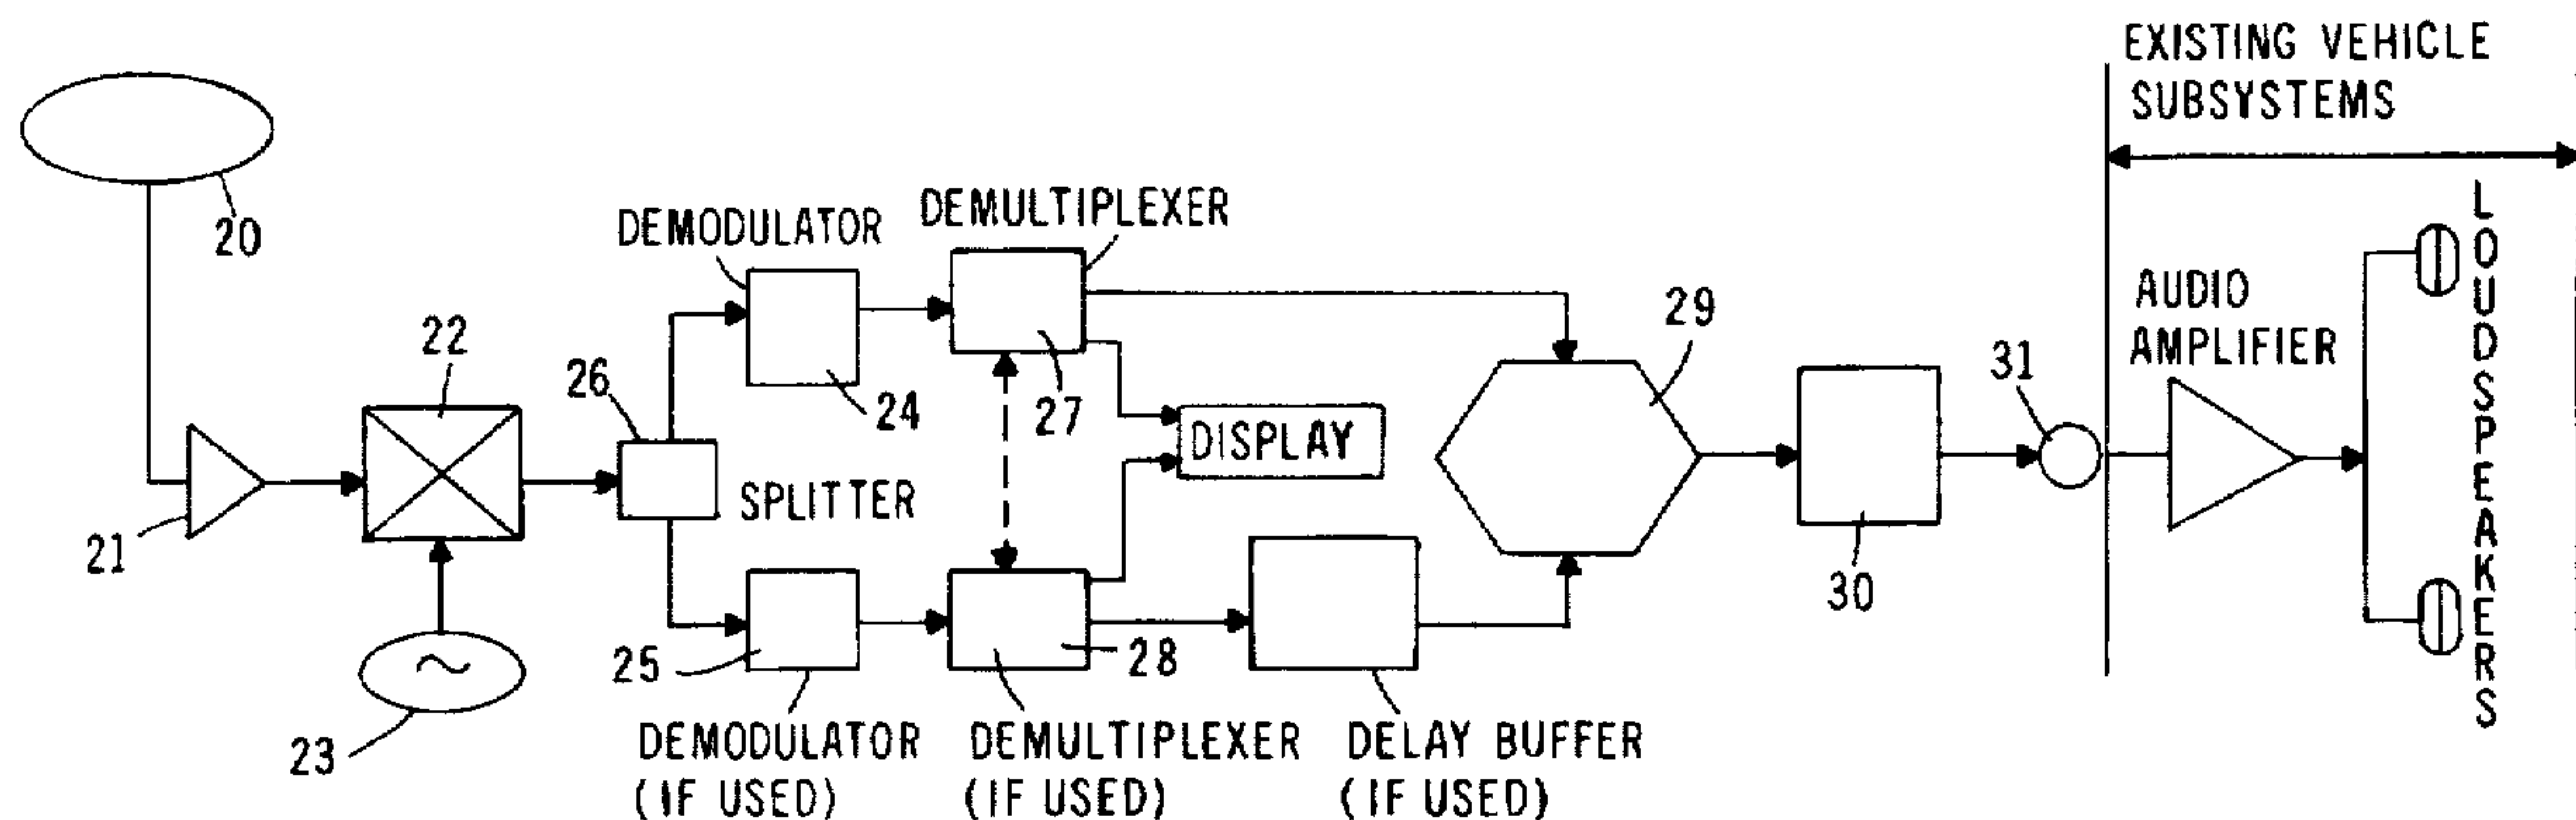 EXISTING VEHICLE
SUBSYSTEMS
20
DEMODULATOR
DEMULTIPLEXER
LOUDSPEAKERS
22
26
24
27
29
31
AUDIO
AMPLIFIER
DISPLAY
SPLITTER
21
30
23
25
28
DEMODULATOR
(IF USED)
DEMULTIPLEXER
(IF USED)
DELAY BUFFER
(IF USED)